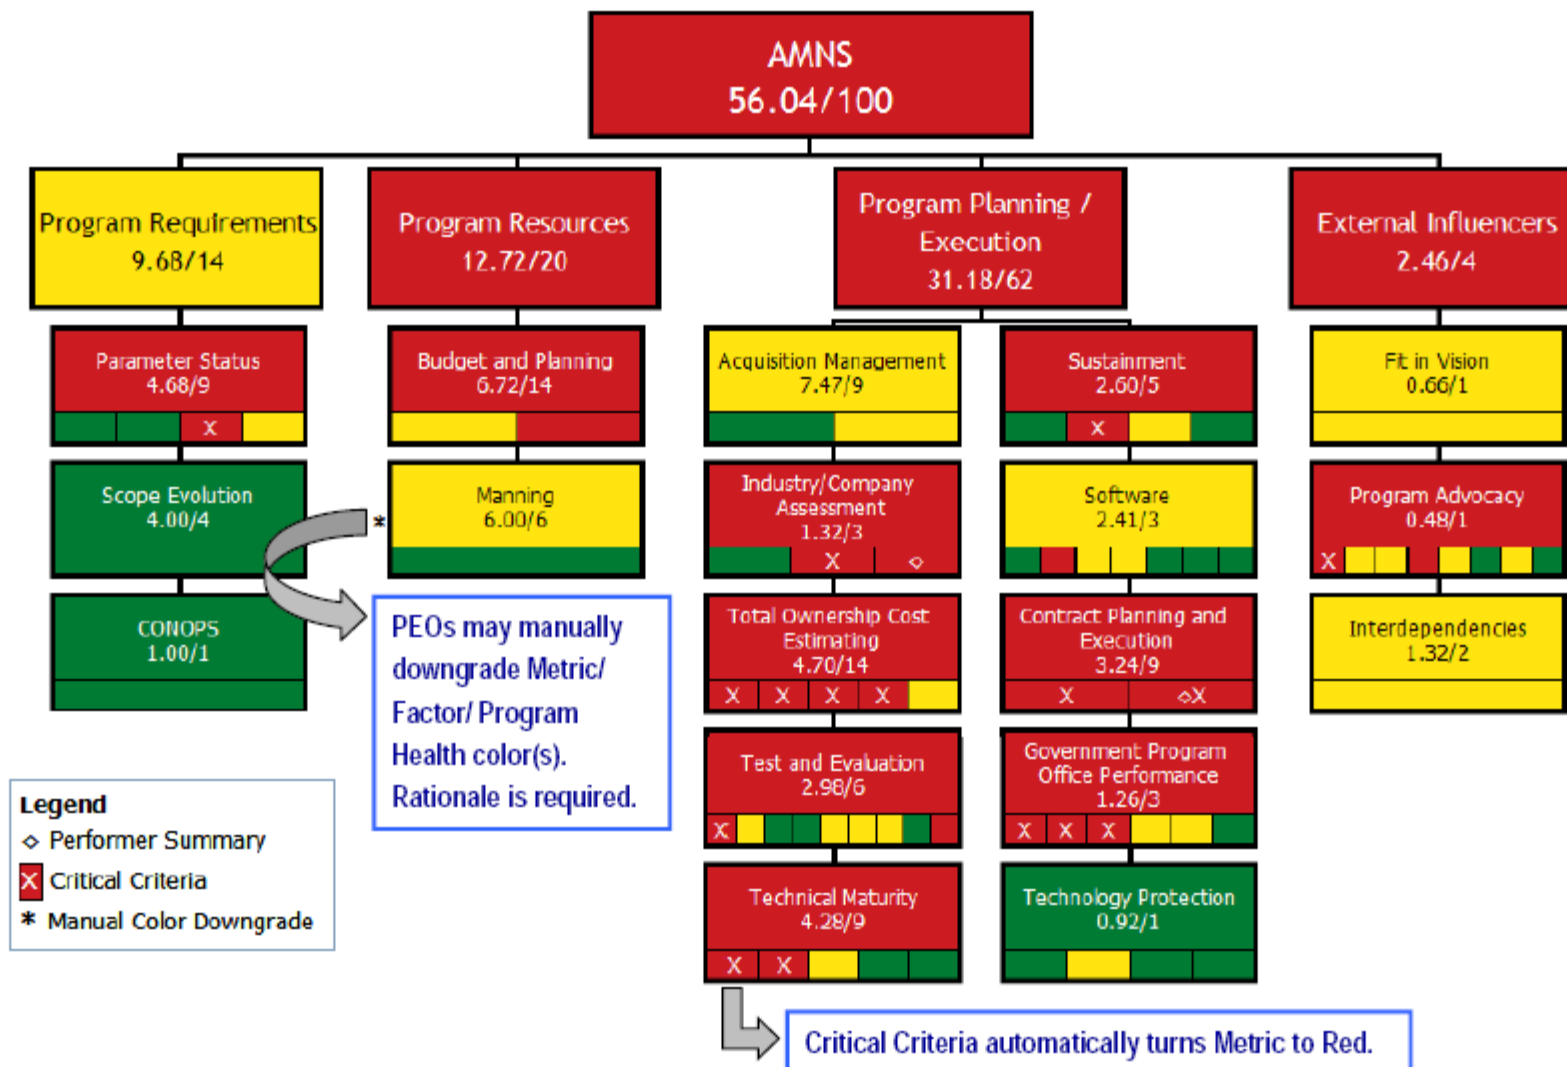 AMNS
56.04/100
Program Requirements
9.68/14
Program Resources
12.72/20
Program Planning /
Execution
31.18/62
External Influencers
2.46/4
Parameter Status
4.68/9
X
Scope Evolution
4.00/4
CONOPS
1.00/1
Budget and Planning
6.72/14
*
Manning
6.00/6
PEOs may manually
downgrade Metric/
Factor/ Program
Health color(s).
Rationale is required.
Acquisition Management
7.47/9
Industry/Company
Assessment
1.32/3
X ◇
Total Ownership Cost
Estimating
4.70/14
X X X X
Test and Evaluation
2.98/6
X
Technical Maturity
4.28/9
X X
Sustainment
2.60/5
X
Software
2.41/3
Contract Planning and
Execution
3.24/9
X ◇X
Government Program
Office Performance
1.26/3
X X X
Technology Protection
0.92/1
Fit in Vision
0.66/1
Program Advocacy
0.48/1
X
Interdependencies
1.32/2
Legend
◇ Performer Summary
X Critical Criteria
* Manual Color Downgrade
Critical Criteria automatically turns Metric to Red.